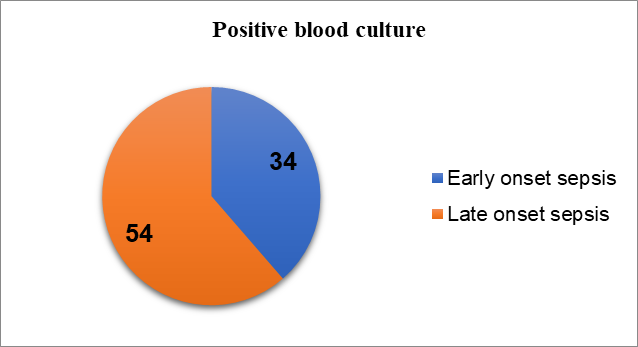 Positive blood culture
34
54
Early onset sepsis
Late onset sepsis